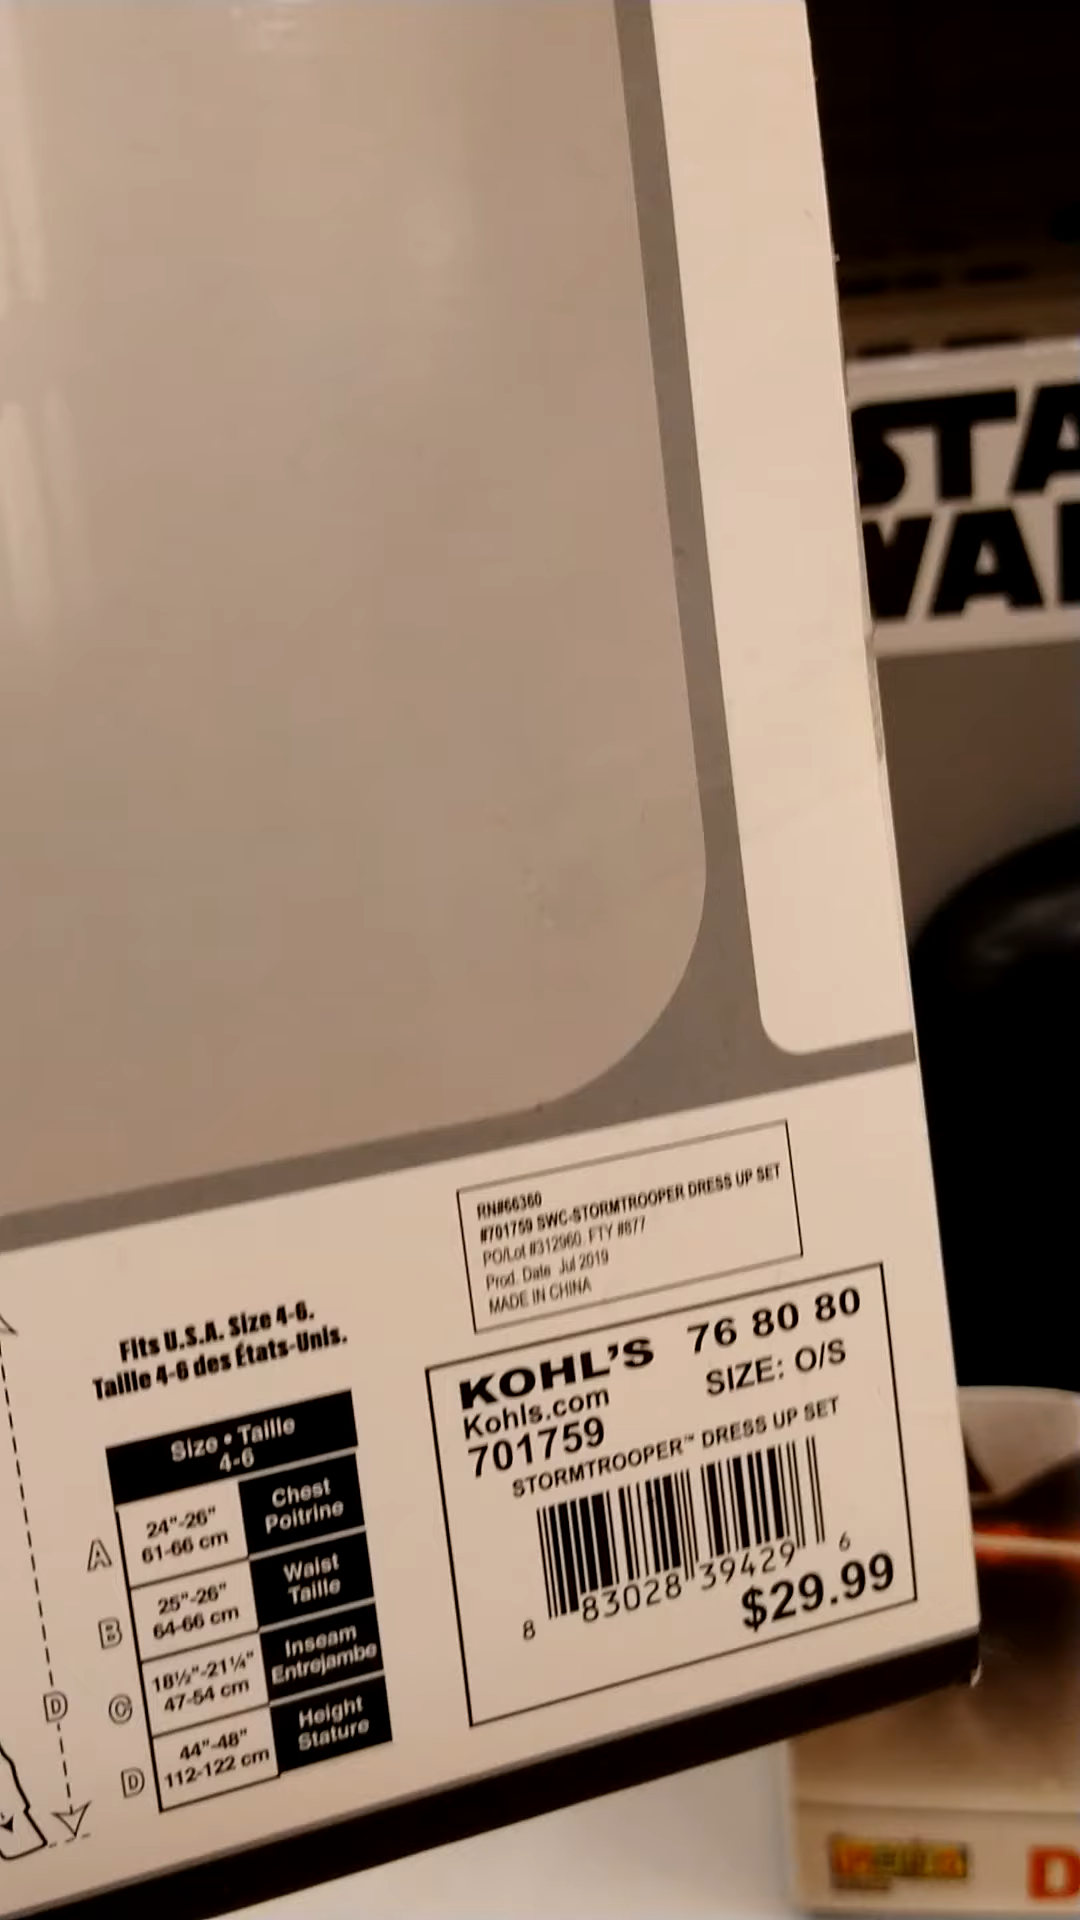 STA
WA
RN#66360
#701759 SWC-STORMTROOPER DRESS UP SET
PO/Lot #312960, FTY #877
Prod. Date Jul 2019
MADE IN CHINA
Fits U.S.A. Size 4-6.
Taille 4-6 des États-Unis.
KOHL'S 76 80 80
Kohls.com SIZE: O/S
701759
STORMTROOPER™ DRESS UP SET
8 83028 39429 6
$29.99
Size • Taille
4-6
A 24"-26" Chest
61-66 cm Poitrine
B 25"-26" Waist
64-66 cm Taille
C 18½"-21¼" Inseam
47-54 cm Entrejambe
D 44"-48" Height
112-122 cm Stature
D
D